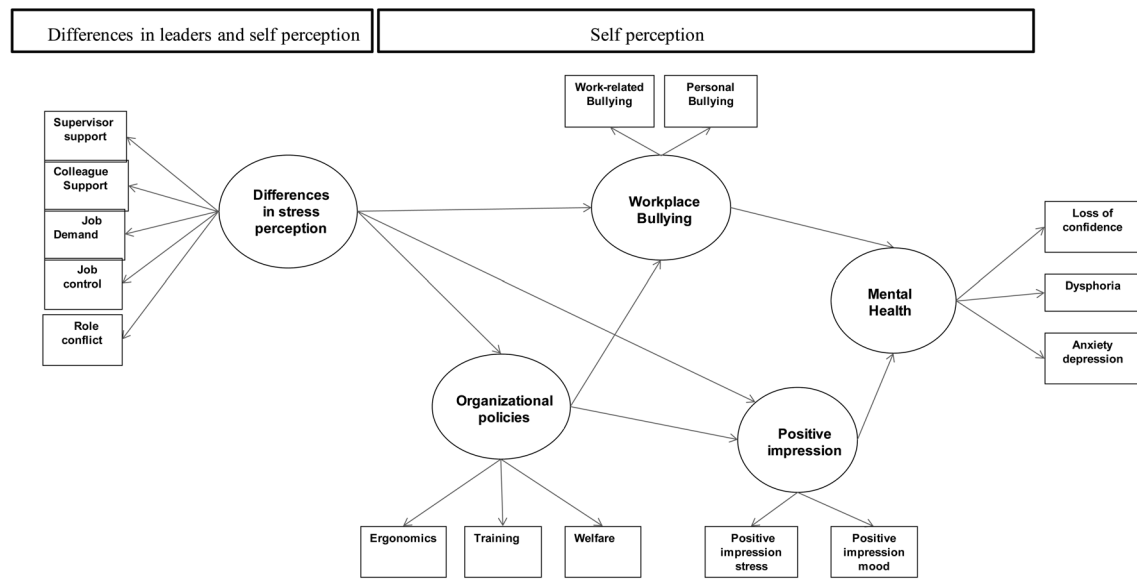 Differences in leaders and self perception
Self perception
Work-related
Bullying
Personal
Bullying
Supervisor
support
Colleague
Support
Job
Demand
Job
control
Role
conflict
Differences
in stress
perception
Workplace
Bullying
Mental
Health
Loss of
confidence
Dysphoria
Anxiety
depression
Organizational
policies
Positive
impression
Ergonomics
Training
Welfare
Positive
impression
stress
Positive
impression
mood